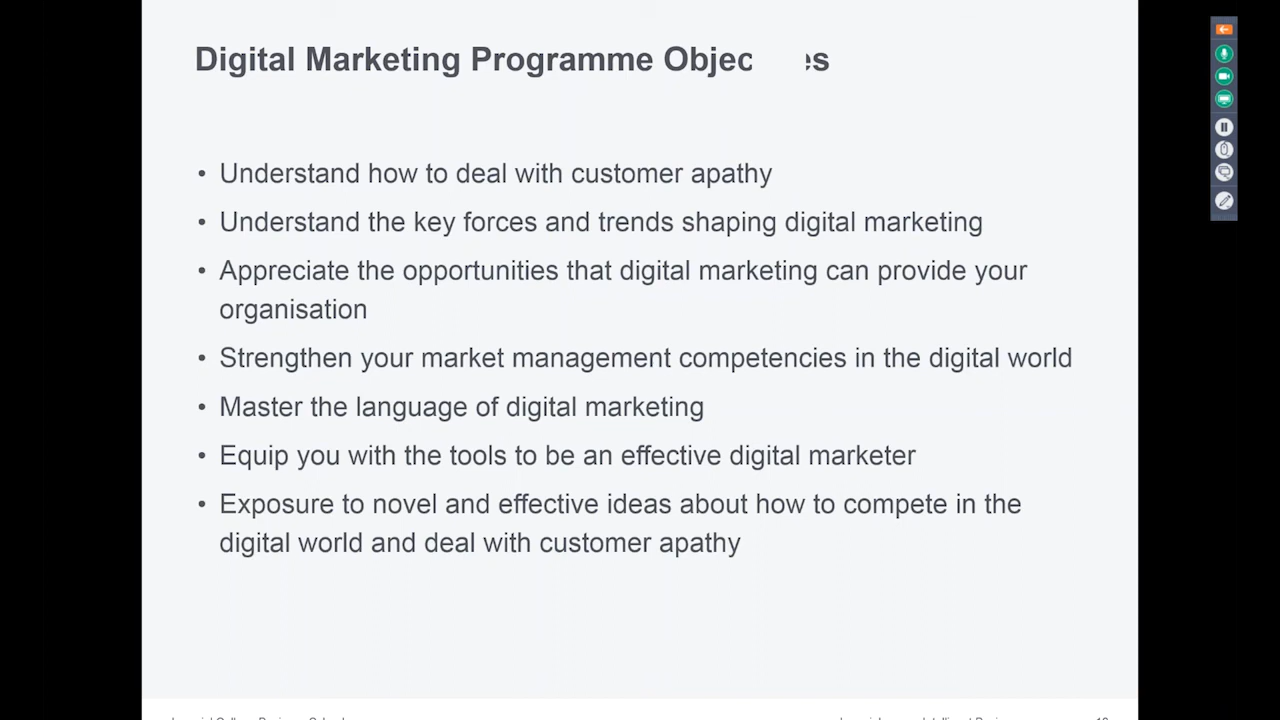 Digital Marketing Programme Objec es
• Understand how to deal with customer apathy
• Understand the key forces and trends shaping digital marketing
• Appreciate the opportunities that digital marketing can provide your
organisation
• Strengthen your market management competencies in the digital world
• Master the language of digital marketing
• Equip you with the tools to be an effective digital marketer
• Exposure to novel and effective ideas about how to compete in the
digital world and deal with customer apathy